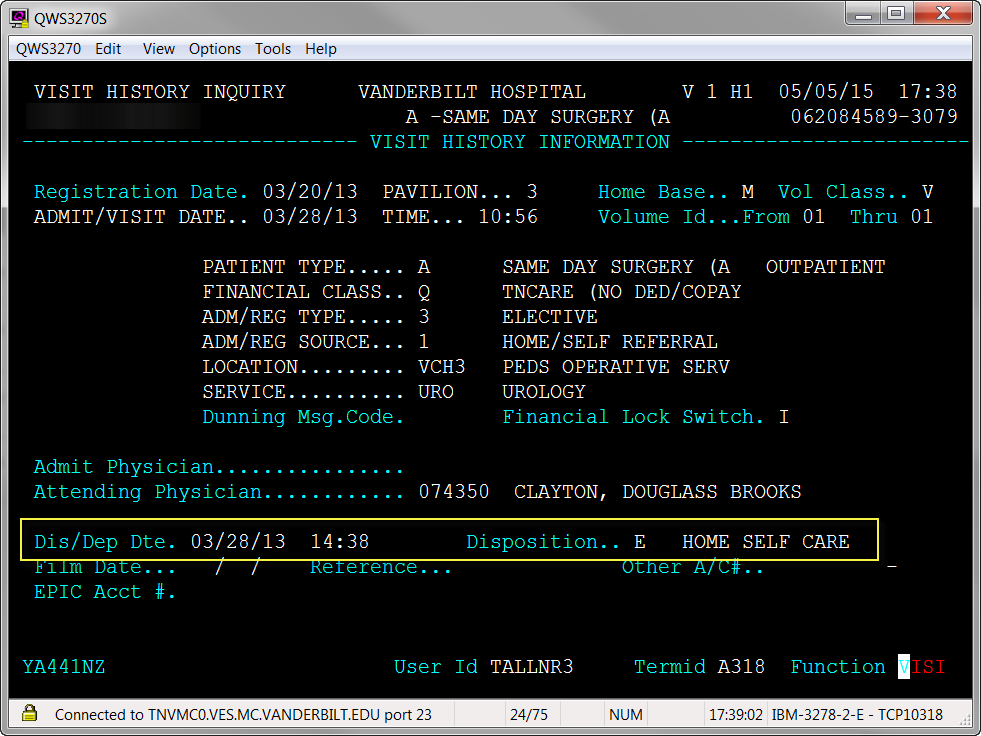 QWS3270S
QWS3270 Edit View Options Tools Help
VISIT HISTORY INQUIRY VANDERBILT HOSPITAL V 1 H1 05/05/15 17:38
A -SAME DAY SURGERY (A 062084589-3079
---------------------------- VISIT HISTORY INFORMATION ------------------------
Registration Date. 03/20/13 PAVILION... 3 Home Base.. M Vol Class.. V
ADMIT/VISIT DATE.. 03/28/13 TIME... 10:56 Volume Id...From 01 Thru 01
PATIENT TYPE..... A SAME DAY SURGERY (A OUTPATIENT
FINANCIAL CLASS.. Q TNCARE (NO DED/COPAY
ADM/REG TYPE..... 3 ELECTIVE
ADM/REG SOURCE... 1 HOME/SELF REFERRAL
LOCATION......... VCH3 PEDS OPERATIVE SERV
SERVICE.......... URO UROLOGY
Dunning Msg.Code. Financial Lock Switch. I
Admit Physician................
Attending Physician............ 074350 CLAYTON, DOUGLASS BROOKS
Dis/Dep Dte. 03/28/13 14:38 Disposition.. E HOME SELF CARE
Film Date... / / Reference... Other A/C#.. -
EPIC Acct #.
YA441NZ User Id TALLNR3 Termid A318 Function VISI
Connected to TNVMC0.VES.MC.VANDERBILT.EDU port 23 24/75 NUM 17:39:02 IBM-3278-2-E - TCP10318